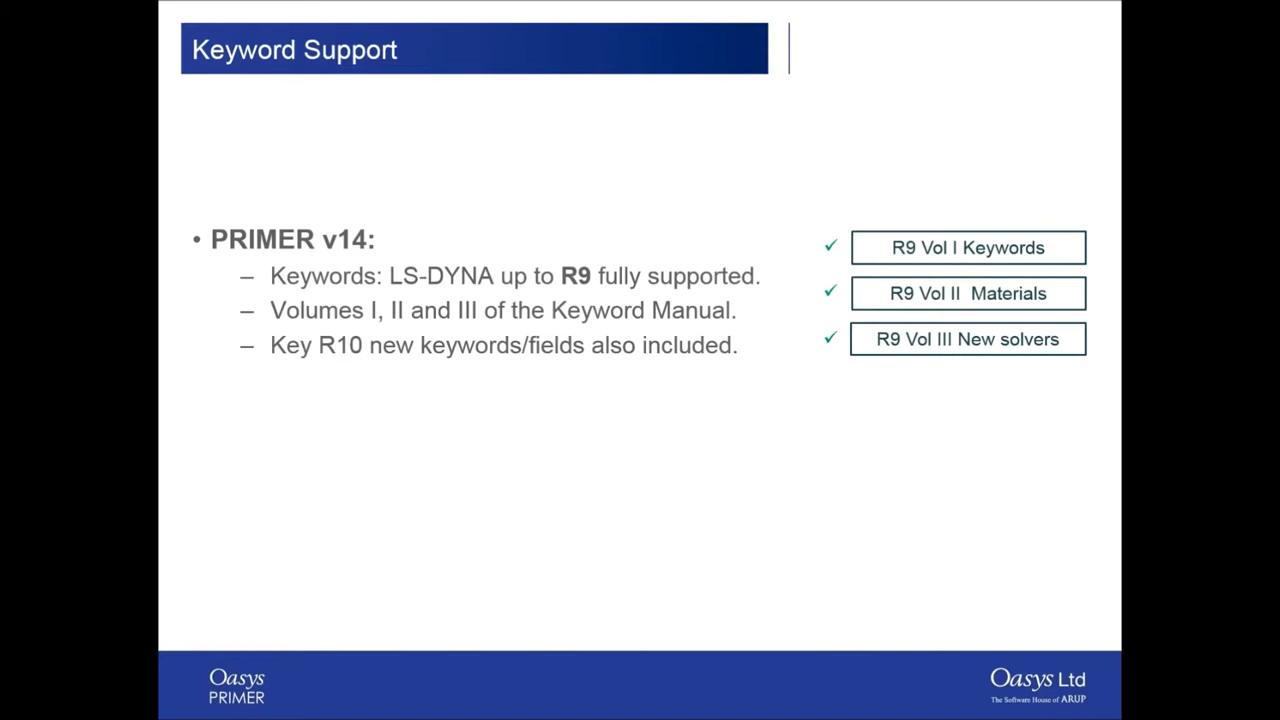 Keyword Support
• PRIMER v14:
– Keywords: LS-DYNA up to R9 fully supported.
– Volumes I, II and III of the Keyword Manual.
– Key R10 new keywords/fields also included.
✓ R9 Vol I Keywords
✓ R9 Vol II Materials
✓ R9 Vol III New solvers
Oasys
PRIMER
Oasys Ltd
The Software House of ARUP